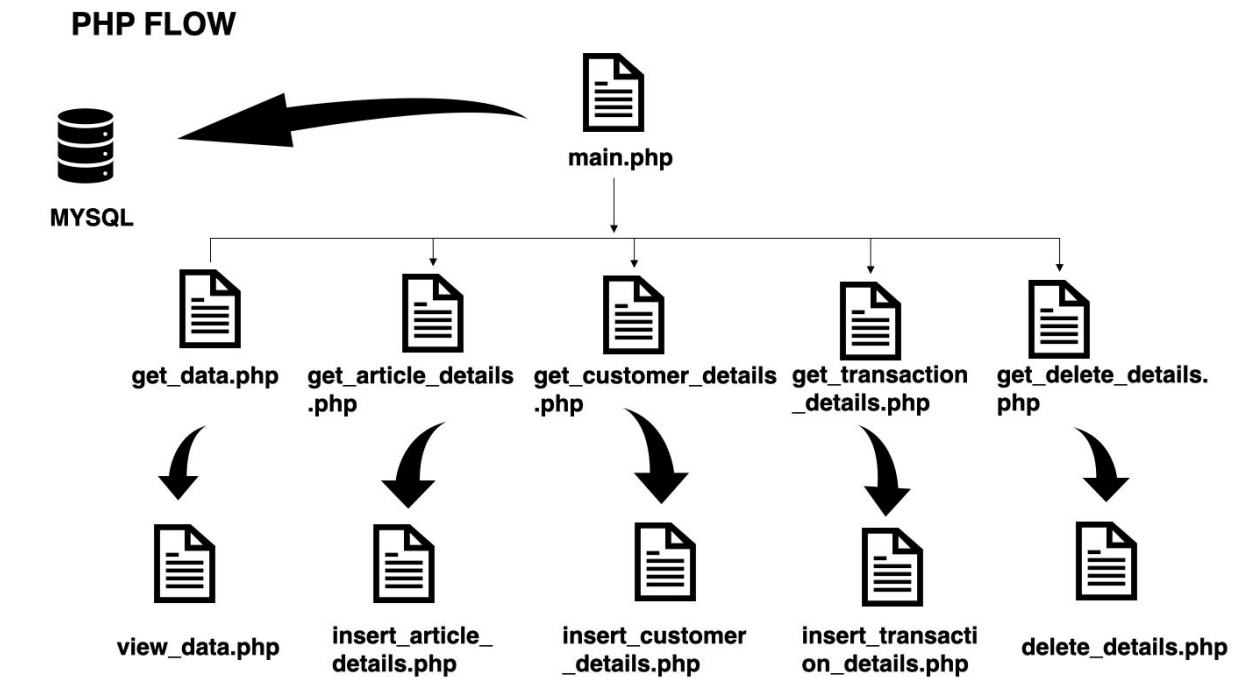 PHP FLOW
main.php
MYSQL
get_data.php
get_article_details
.php
get_customer_details
.php
get_transaction
_details.php
get_delete_details.
php
view_data.php
insert_article_
details.php
insert_customer
_details.php
insert_transacti
on_details.php
delete_details.php